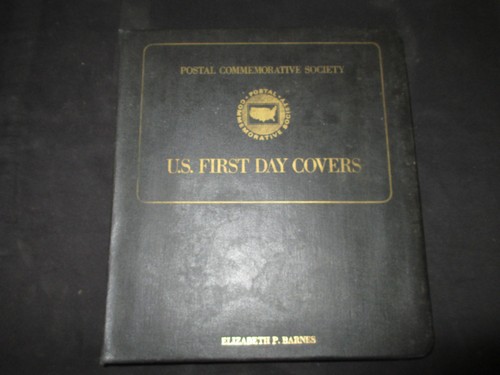 POSTAL COMMEMORATIVE SOCIETY
· POSTAL ·
COMMEMORATIVE SOCIETY
U.S. FIRST DAY COVERS
ELIZABETH P. BARNES